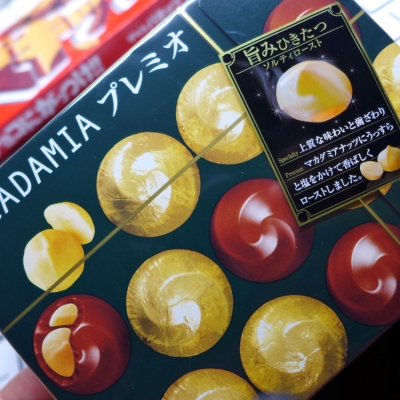 旨みひきたつ
ソルティロースト
Specialty
Process
上質な味わいと歯ざわり
マカダミアナッツにうっすら
と塩をかけて香ばしく
ローストしました。
ADAMIA プレミオ